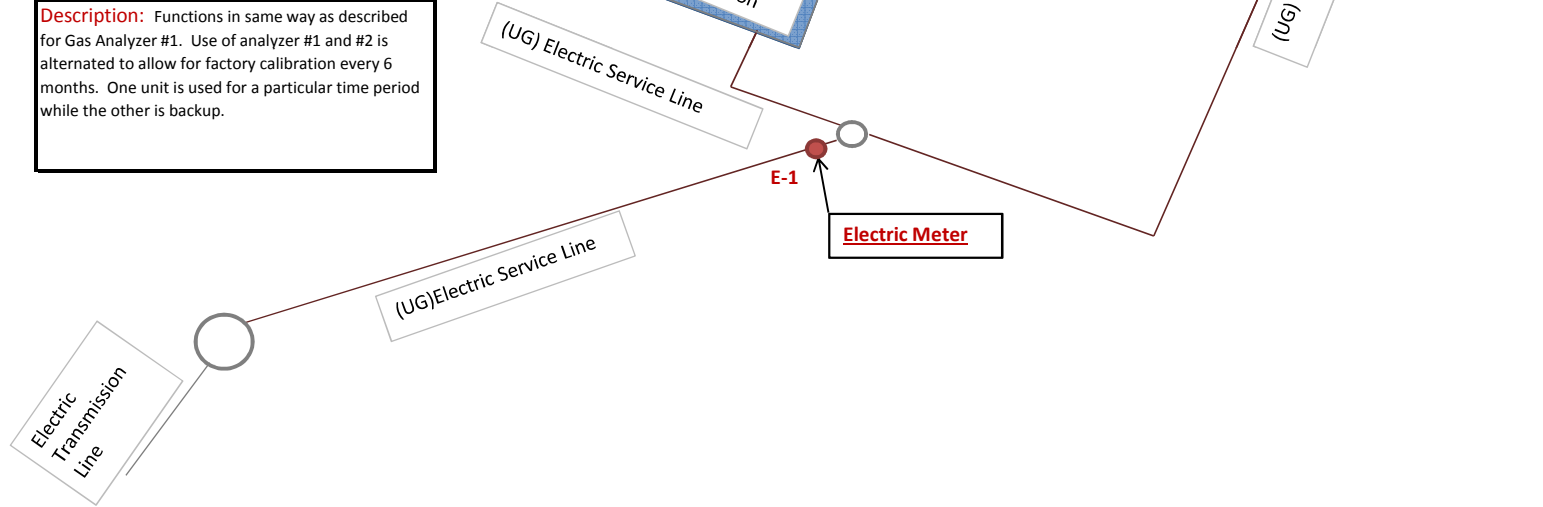 Description: Functions in same way as described
for Gas Analyzer #1. Use of analyzer #1 and #2 is
alternated to allow for factory calibration every 6
months. One unit is used for a particular time period
while the other is backup.
(UG) Electric Service Line
(UG)
E-1
Electric Meter
(UG)Electric Service Line
Electric
Transmission
Line